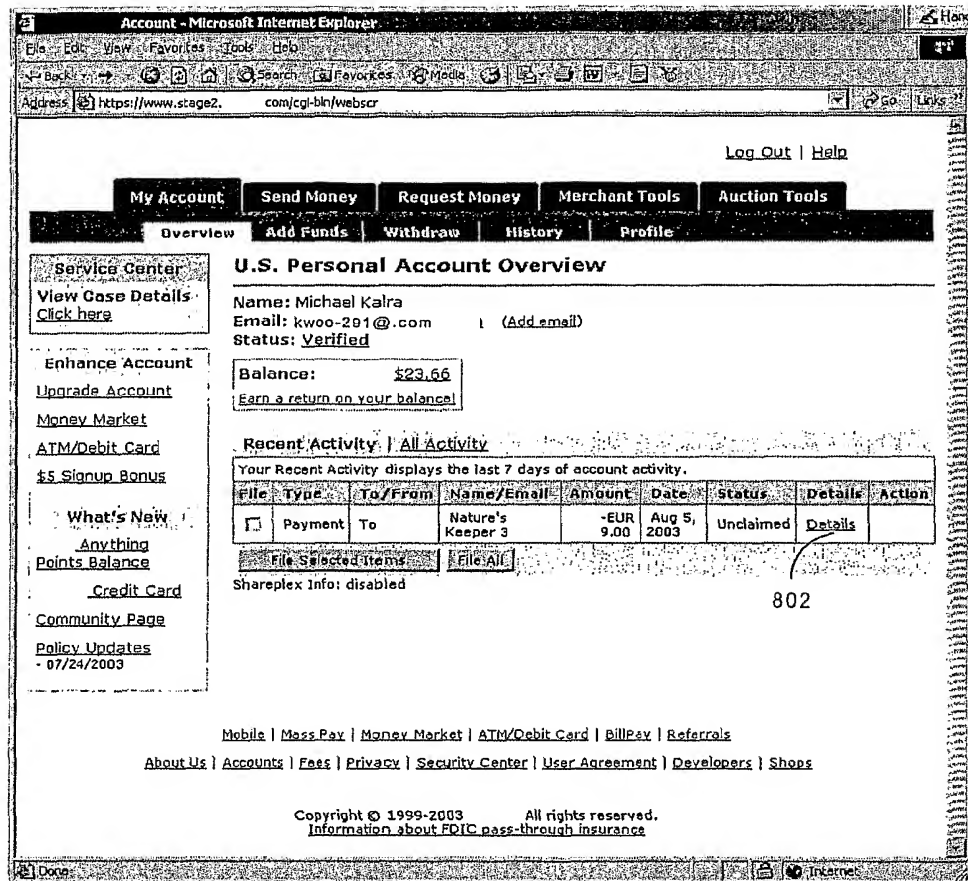 Account - Microsoft Internet Explorer
File Edit View Favorites Tools Help
Back Search Favorites Media
Address https://www.stage2. com/cgi-bin/webscr Go Links »
Log Out | Help
My Account Send Money Request Money Merchant Tools Auction Tools
Overview Add Funds Withdraw History Profile
Service Center
View Case Details
Click here
Enhance Account
Upgrade Account
Money Market
ATM/Debit Card
$5 Signup Bonus
What's New
Anything
Points Balance
Credit Card
Community Page
Policy Updates
- 07/24/2003
U.S. Personal Account Overview
Name: Michael Kalra
Email: kwoo-291@.com (Add email)
Status: Verified
Balance: $23.66
Earn a return on your balance!
Recent Activity | All Activity
Your Recent Activity displays the last 7 days of account activity.
File Type To/From Name/Email Amount Date Status Details Action
Payment To Nature's Keeper 3 -EUR 9.00 Aug 5, 2003 Unclaimed Details
File Selected Items File All
Shareplex Info: disabled
802
Mobile | Mass Pay | Money Market | ATM/Debit Card | BillPay | Referrals
About Us | Accounts | Fees | Privacy | Security Center | User Agreement | Developers | Shops
Copyright © 1999-2003 All rights reserved.
Information about FDIC pass-through insurance
Done Internet